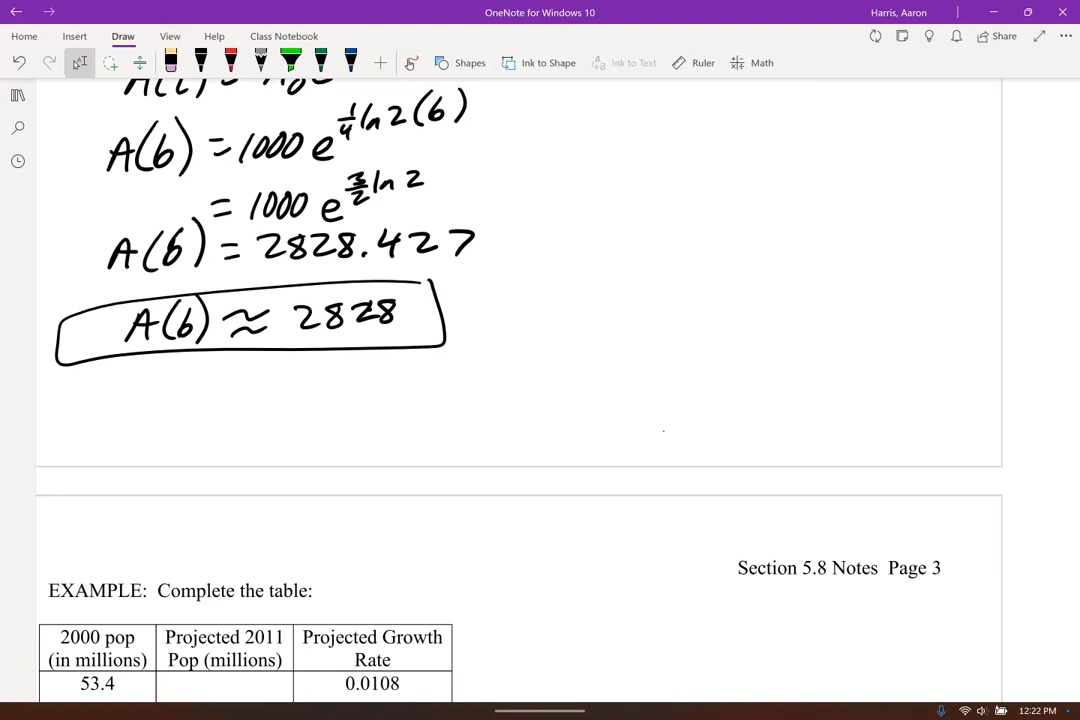 OneNote for Windows 10
Harris, Aaron
Home Insert Draw View Help Class Notebook
Share
Shapes Ink to Shape Ink to Text Ruler Math
A(6) = 1000 e^{\frac{1}{4} ln 2 (6)}
= 1000 e^{\frac{3}{2} ln 2}
A(6) = 2828.427
A(6) ≈ 2828
Section 5.8 Notes Page 3
EXAMPLE: Complete the table:
2000 pop (in millions) Projected 2011 Pop (millions) Projected Growth Rate
53.4 0.0108
12:22 PM